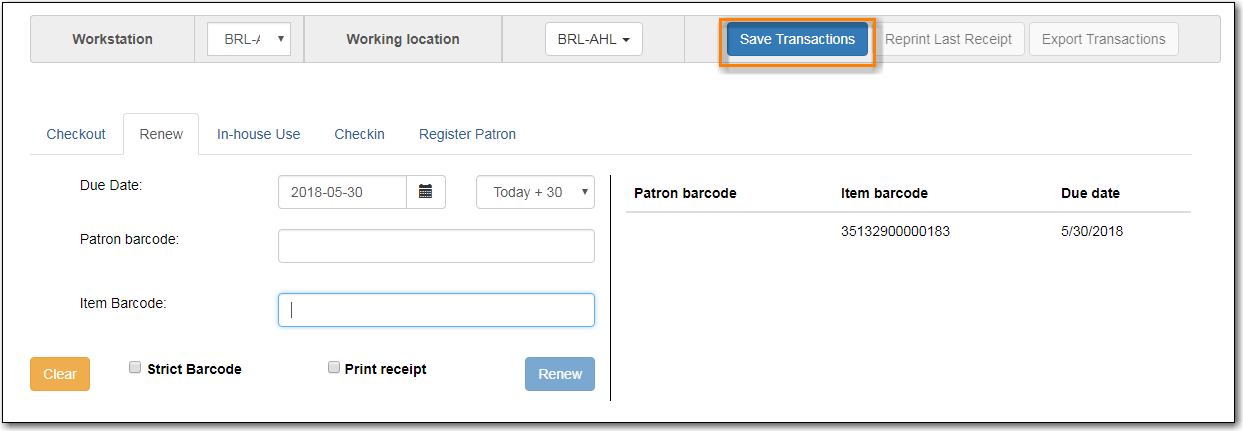 Workstation BRL-A Working location BRL-AHL Save Transactions Reprint Last Receipt Export Transactions
Checkout Renew In-house Use Checkin Register Patron
Due Date: 2018-05-30 Today + 30
Patron barcode Item barcode Due date
35132900000183 5/30/2018
Patron barcode:
Item Barcode:
Clear Strict Barcode Print receipt Renew